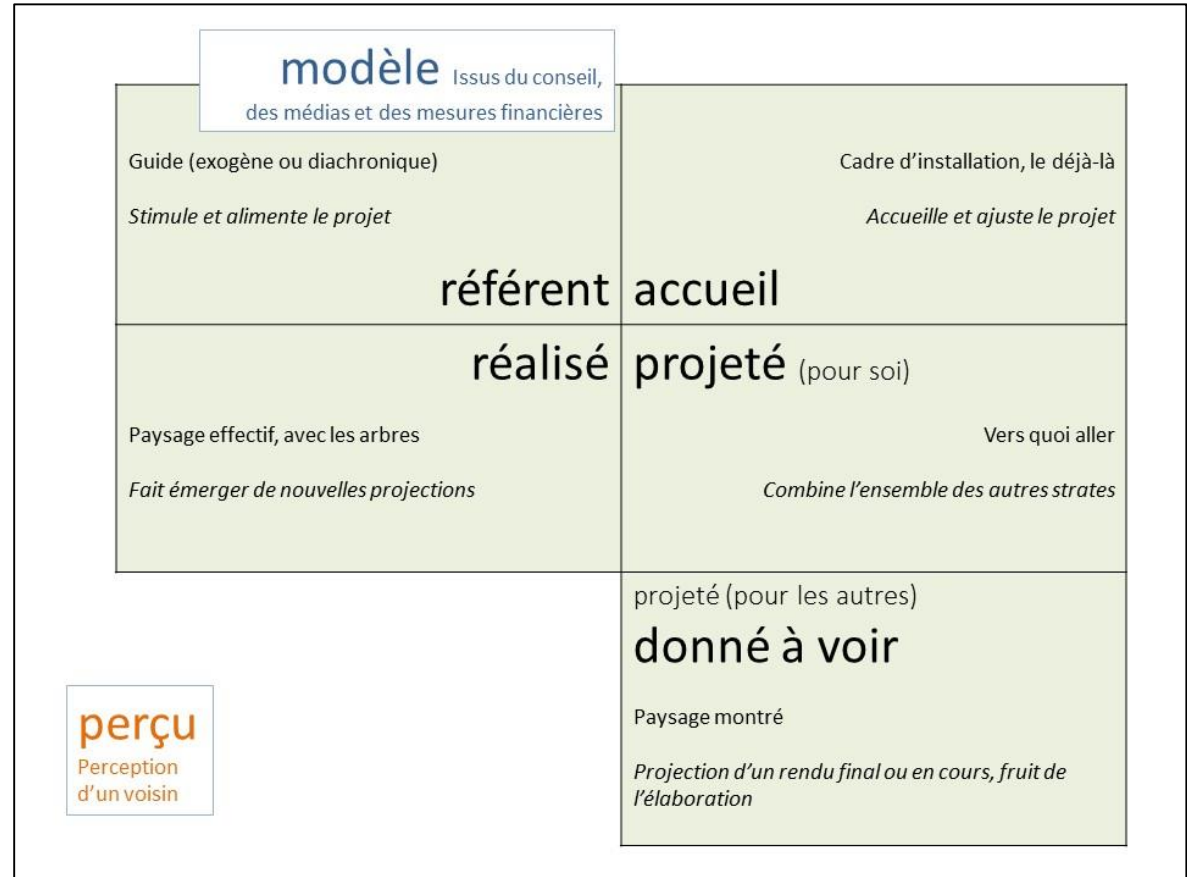 modèle Issus du conseil,
des médias et des mesures financières
Guide (exogène ou diachronique)
Stimule et alimente le projet
référent
Cadre d’installation, le déjà-là
Accueille et ajuste le projet
accueil
réalisé
Paysage effectif, avec les arbres
Fait émerger de nouvelles projections
projeté (pour soi)
Vers quoi aller
Combine l’ensemble des autres strates
projeté (pour les autres)
donné à voir
Paysage montré
Projection d’un rendu final ou en cours, fruit de
l’élaboration
perçu
Perception
d’un voisin